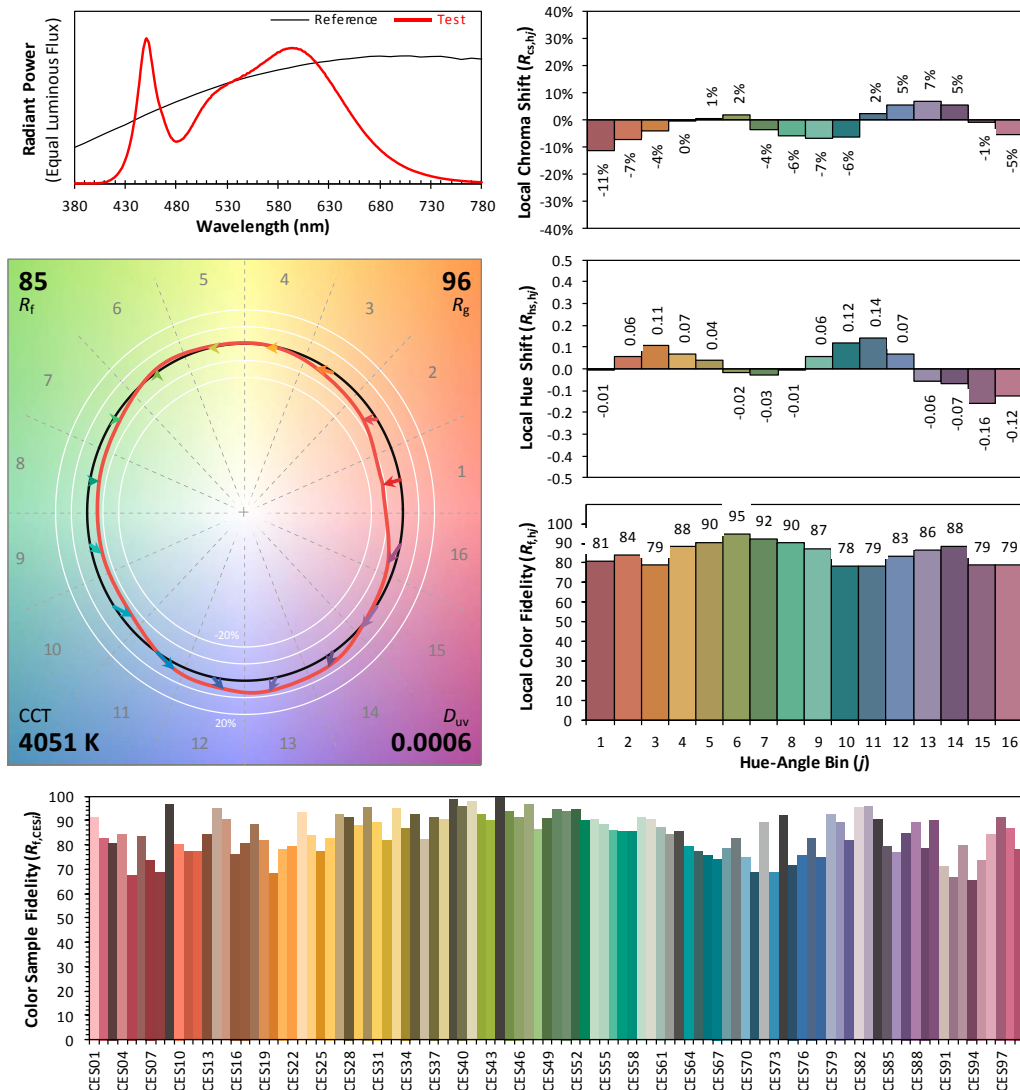 Reference
Test
Radiant Power
(Equal Luminous Flux)
380 430 480 530 580 630 680 730 780
Wavelength (nm)
Local Chroma Shift (Rcs,hj)
40%
30%
20%
10%
0%
-10%
-20%
-30%
-40%
-11% -7% -4% 0% 1% 2% -4% -6% -7% -6% 2% 5% 7% 5% -1% -5%
85
Rf
96
Rg
5 4
6 3
7 2
8 1
9 16
10 15
11 14
12 13
-20%
20%
CCT
4051 K
Duv
0.0006
Local Hue Shift (Rhs,hj)
0.5
0.4
0.3
0.2
0.1
0.0
-0.1
-0.2
-0.3
-0.4
-0.5
-0.01 0.06 0.11 0.07 0.04 -0.02 -0.03 -0.01 0.06 0.12 0.14 0.07 -0.06 -0.07 -0.16 -0.12
Local Color Fidelity (Rf,hj)
100
90
80
70
60
50
40
30
20
10
0
81 84 79 88 90 95 92 90 87 78 79 83 86 88 79 79
1 2 3 4 5 6 7 8 9 10 11 12 13 14 15 16
Hue-Angle Bin (j)
Color Sample Fidelity (Rf,CESi)
100
90
80
70
60
50
40
30
20
10
0
CES01 CES04 CES07 CES10 CES13 CES16 CES19 CES22 CES25 CES28 CES31 CES34 CES37 CES40 CES43 CES46 CES49 CES52 CES55 CES58 CES61 CES64 CES67 CES70 CES73 CES76 CES79 CES82 CES85 CES88 CES91 CES94 CES97